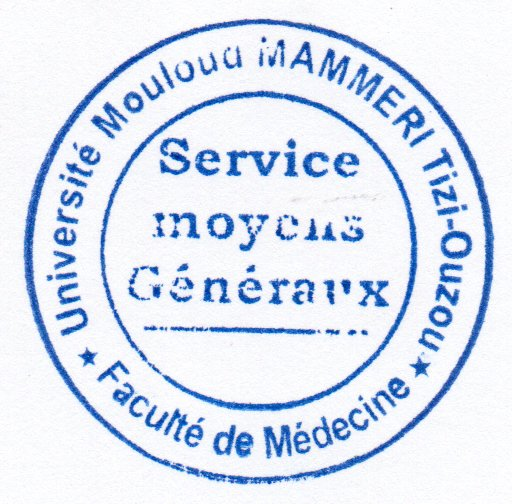 Université Mouloud MAMMERI Tizi-Ouzou
★ Faculté de Médecine ★
Service
moyens
Généraux